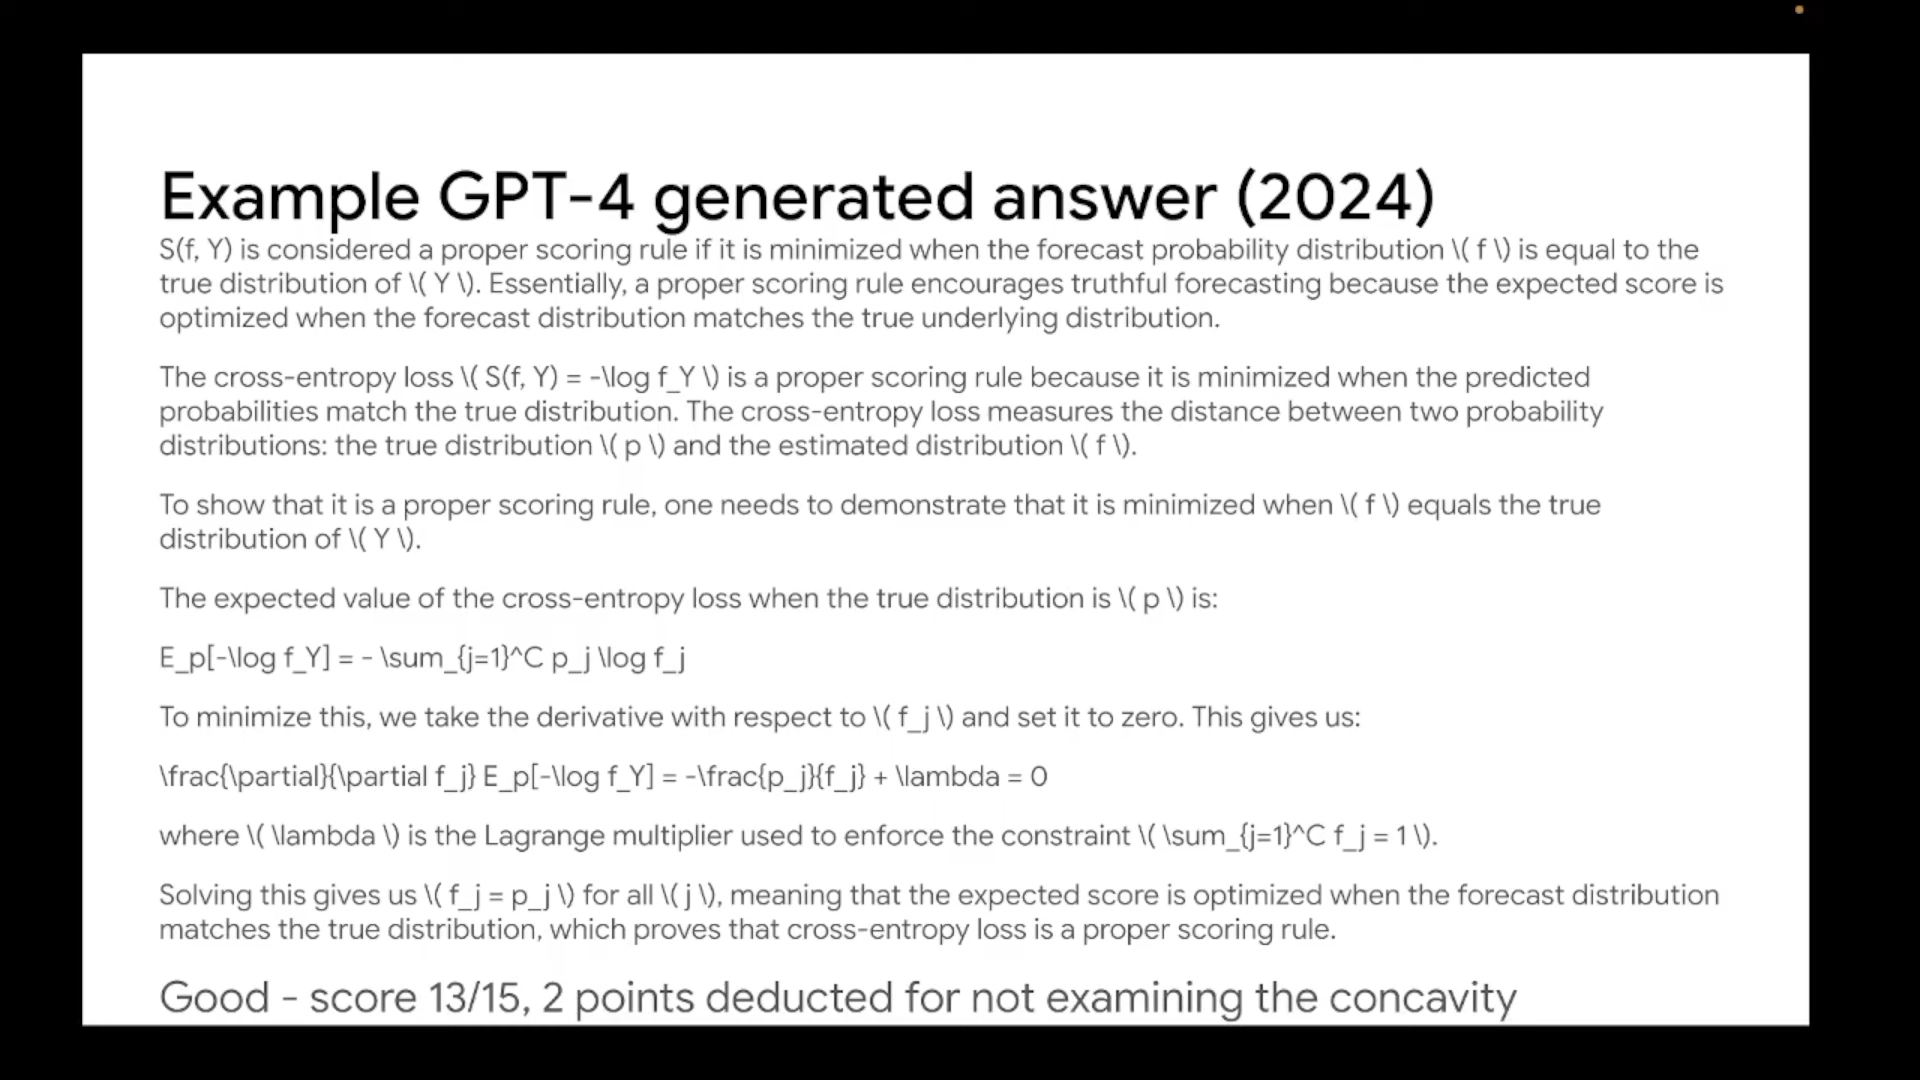 Example GPT-4 generated answer (2024)
S(f, Y) is considered a proper scoring rule if it is minimized when the forecast probability distribution \( f \) is equal to the
true distribution of \( Y \). Essentially, a proper scoring rule encourages truthful forecasting because the expected score is
optimized when the forecast distribution matches the true underlying distribution.
The cross-entropy loss \( S(f, Y) = -\log f_Y \) is a proper scoring rule because it is minimized when the predicted
probabilities match the true distribution. The cross-entropy loss measures the distance between two probability
distributions: the true distribution \( p \) and the estimated distribution \( f \).
To show that it is a proper scoring rule, one needs to demonstrate that it is minimized when \( f \) equals the true
distribution of \( Y \).
The expected value of the cross-entropy loss when the true distribution is \( p \) is:
E_p[-\log f_Y] = - \sum_{j=1}^C p_j \log f_j
To minimize this, we take the derivative with respect to \( f_j \) and set it to zero. This gives us:
\frac{\partial}{\partial f_j} E_p[-\log f_Y] = -\frac{p_j}{f_j} + \lambda = 0
where \( \lambda \) is the Lagrange multiplier used to enforce the constraint \( \sum_{j=1}^C f_j = 1 \).
Solving this gives us \( f_j = p_j \) for all \( j \), meaning that the expected score is optimized when the forecast distribution
matches the true distribution, which proves that cross-entropy loss is a proper scoring rule.
Good - score 13/15, 2 points deducted for not examining the concavity